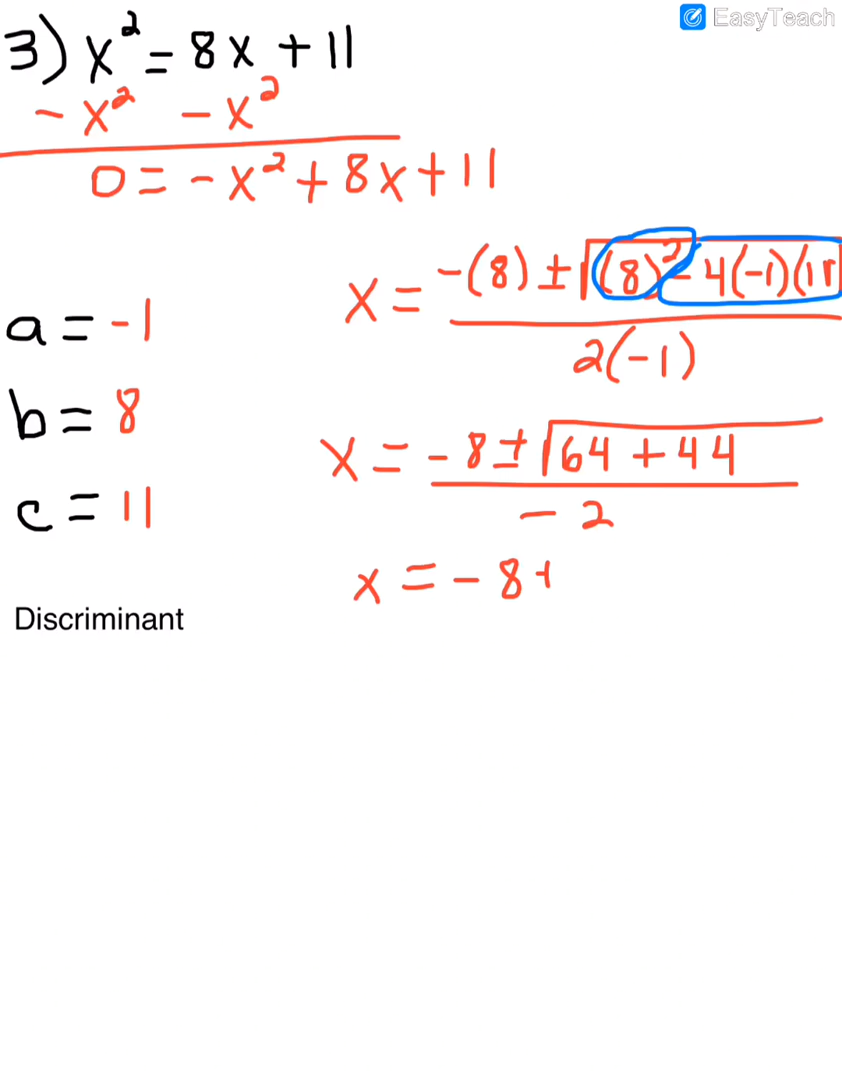 EasyTeach
3) x² = 8x + 11
- x² - x²
0 = - x² + 8x + 11
x = -(8) ± √(8)² - 4(-1)(11)
2(-1)
a = -1
b = 8
x = -8 ± √64 + 44
- 2
c = 11
x = - 8 +
Discriminant